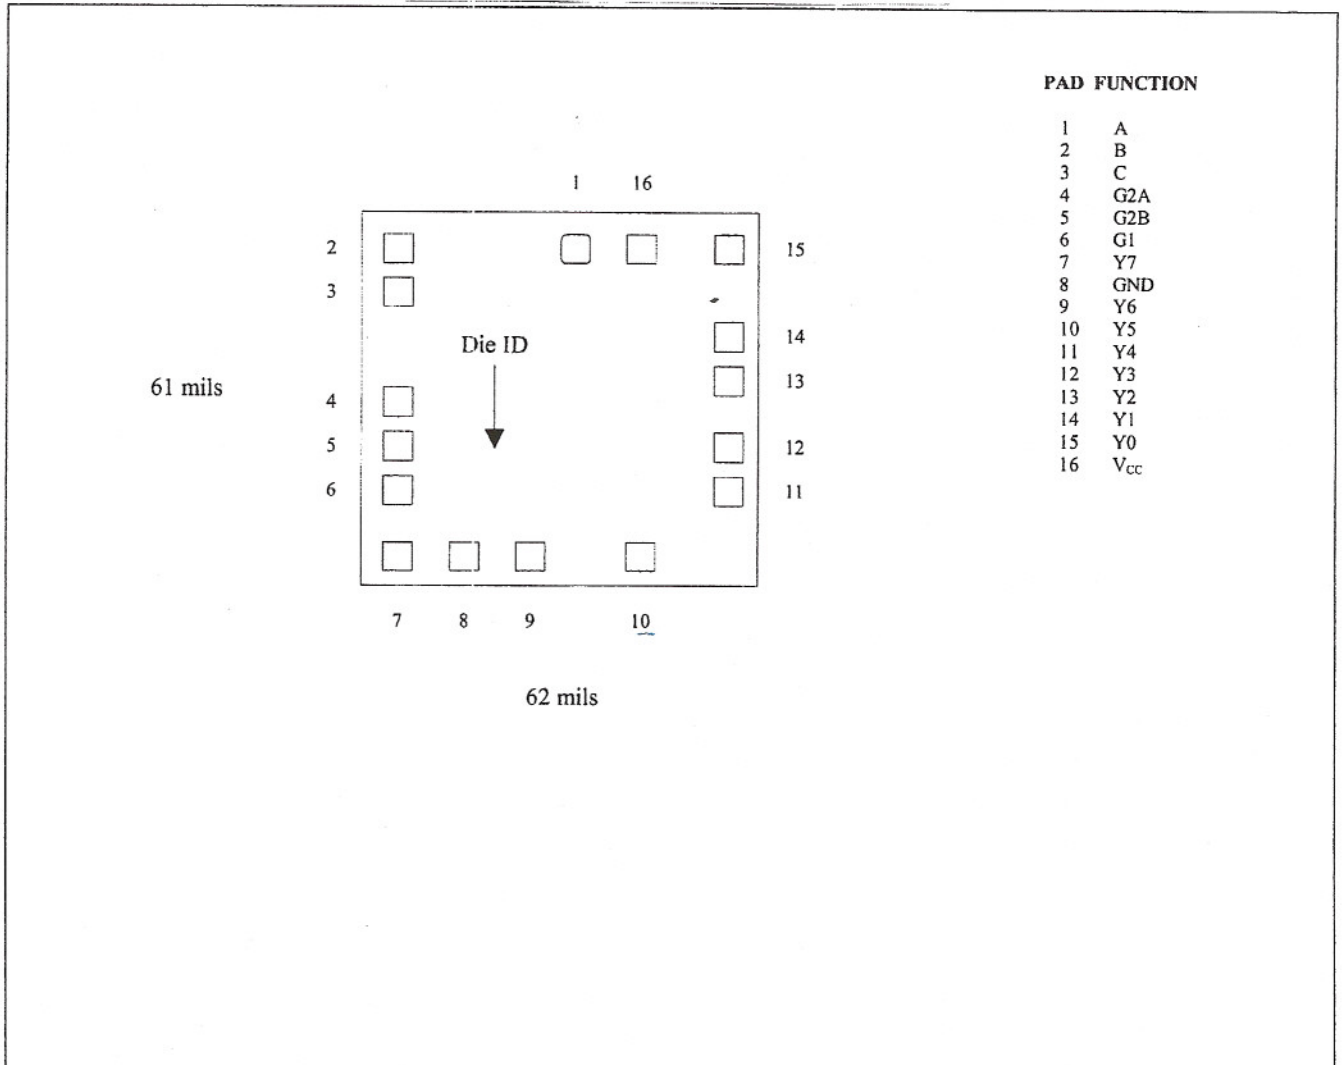 PAD FUNCTION
1 A
2 B
3 C
4 G2A
5 G2B
6 G1
7 Y7
8 GND
9 Y6
10 Y5
11 Y4
12 Y3
13 Y2
14 Y1
15 Y0
16 VCC
1 16
2 15
3
14
Die ID
13
61 mils
4
5 12
6 11
7 8 9 10
62 mils